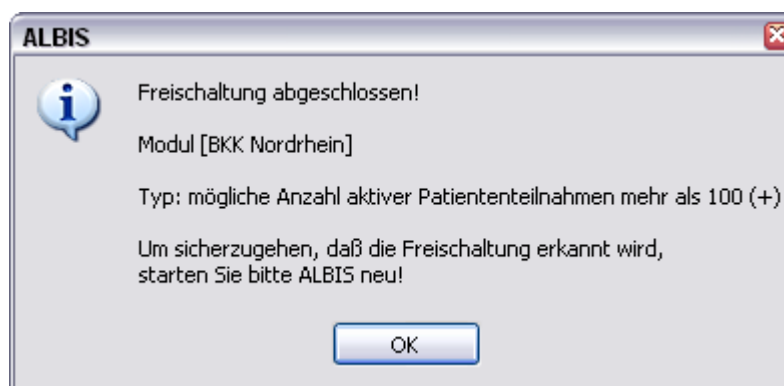 ALBIS
Freischaltung abgeschlossen!
Modul [BKK Nordrhein]
Typ: mögliche Anzahl aktiver Patiententeilnahmen mehr als 100 (+)
Um sicherzugehen, daß die Freischaltung erkannt wird,
starten Sie bitte ALBIS neu!
OK